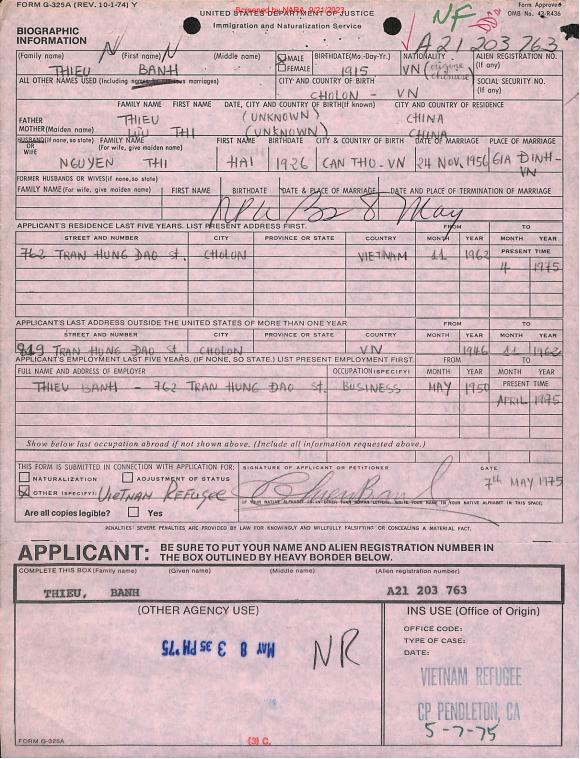 FORM G-325A (REV. 10-1-74) Y
Screened by NARA, 9/21/2023
UNITED STATES DEPARTMENT OF JUSTICE
Immigration and Naturalization Service
Form Approved
OMB No. 43-R436
NF
BIOGRAPHIC INFORMATION
A21 203 763
(Family name) (First name) (Middle name) MALE FEMALE BIRTHDATE(Mo.-Day-Yr.) NATIONALITY ALIEN REGISTRATION NO. (If any)
THIEU BANH 1915 VN (origine chinese)
ALL OTHER NAMES USED (Including names by previous marriages) CITY AND COUNTRY OF BIRTH SOCIAL SECURITY NO. (If any)
CHOLON - VN
FAMILY NAME FIRST NAME DATE, CITY AND COUNTRY OF BIRTH(If known) CITY AND COUNTRY OF RESIDENCE
FATHER THIEU (UNKNOWN) CHINA
MOTHER(Maiden name) THI (UNKNOWN) CHINA
HUSBAND(If none, so state) OR WIFE FAMILY NAME (For wife, give maiden name) FIRST NAME BIRTHDATE CITY & COUNTRY OF BIRTH DATE OF MARRIAGE PLACE OF MARRIAGE
NGUYEN THI HAI 1926 CAN THO-VN 24 NOV. 1956 GIA DINH-VN
FORMER HUSBANDS OR WIVES(if none, so state)
FAMILY NAME (For wife, give maiden name) FIRST NAME BIRTHDATE DATE & PLACE OF MARRIAGE DATE AND PLACE OF TERMINATION OF MARRIAGE
8 May
APPLICANT'S RESIDENCE LAST FIVE YEARS. LIST PRESENT ADDRESS FIRST. FROM TO
STREET AND NUMBER CITY PROVINCE OR STATE COUNTRY MONTH YEAR MONTH YEAR
762 TRAN HUNG DAO St. CHOLON VIETNAM 11 1962 PRESENT TIME
4 1975
APPLICANT'S LAST ADDRESS OUTSIDE THE UNITED STATES OF MORE THAN ONE YEAR FROM TO
STREET AND NUMBER CITY PROVINCE OR STATE COUNTRY MONTH YEAR MONTH YEAR
819 TRAN HUNG DAO St. CHOLON VN 1946 11 1962
APPLICANT'S EMPLOYMENT LAST FIVE YEARS. (IF NONE, SO STATE.) LIST PRESENT EMPLOYMENT FIRST. FROM TO
FULL NAME AND ADDRESS OF EMPLOYER OCCUPATION(SPECIFY) MONTH YEAR MONTH YEAR
THIEU BANH - 762 TRAN HUNG DAO St. BUSINESS MAY 1950 PRESENT TIME
APRIL 1975
Show below last occupation abroad if not shown above. (Include all information requested above.)
THIS FORM IS SUBMITTED IN CONNECTION WITH APPLICATION FOR: SIGNATURE OF APPLICANT OR PETITIONER DATE
NATURALIZATION ADJUSTMENT OF STATUS
7th MAY 1975
OTHER (SPECIFY): VIETNAM REFUGEE
IF YOUR NATIVE ALPHABET IS IN OTHER THAN ROMAN LETTERS, WRITE YOUR NAME IN YOUR NATIVE ALPHABET IN THIS SPACE:
Are all copies legible? Yes
PENALTIES: SEVERE PENALTIES ARE PROVIDED BY LAW FOR KNOWINGLY AND WILLFULLY FALSIFYING OR CONCEALING A MATERIAL FACT.
APPLICANT: BE SURE TO PUT YOUR NAME AND ALIEN REGISTRATION NUMBER IN THE BOX OUTLINED BY HEAVY BORDER BELOW.
COMPLETE THIS BOX (Family name) (Given name) (Middle name) (Alien registration number)
THIEU, BANH A21 203 763
(OTHER AGENCY USE) INS USE (Office of Origin)
MAY 8 3 35 PM '75
NR
OFFICE CODE:
TYPE OF CASE:
DATE:
VIETNAM REFUGEE
CP PENDLETON, CA
5-7-75
FORM G-325A
(3) C.